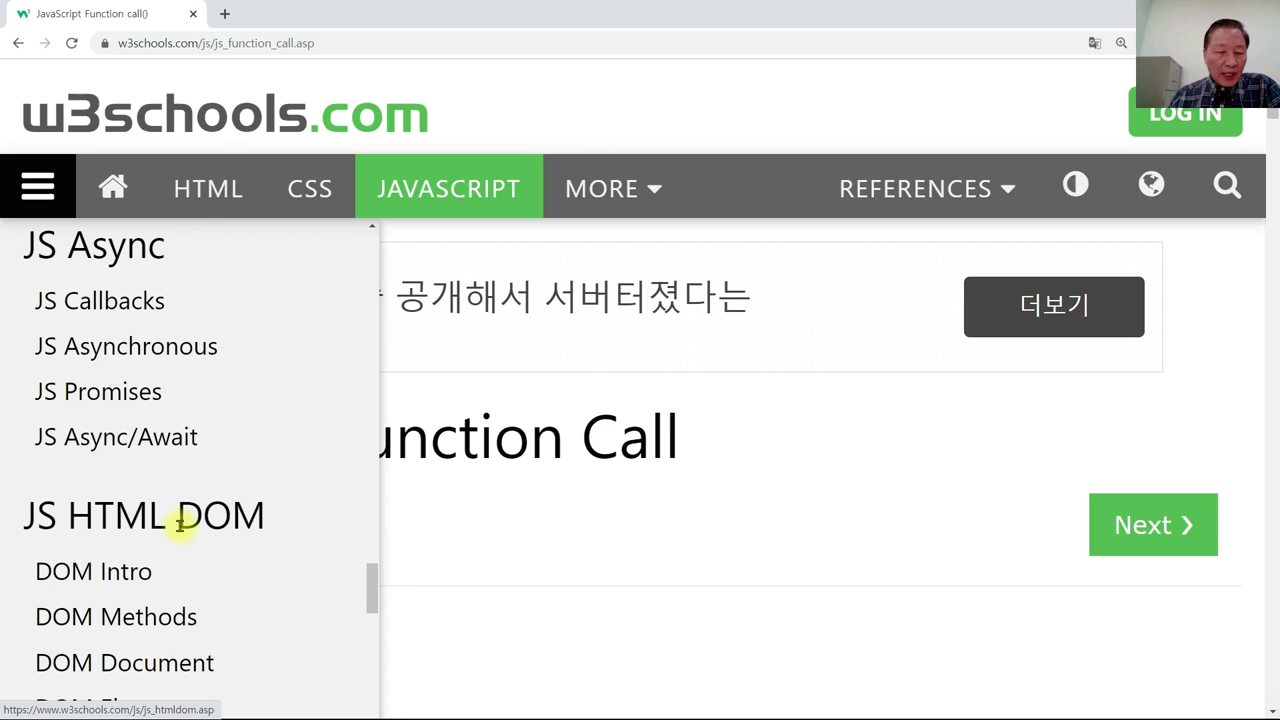 JavaScript Function call()
w3schools.com/js/js_function_call.asp
w3schools.com
LOG IN
HTML
CSS
JAVASCRIPT
MORE
REFERENCES
JS Async
JS Callbacks
JS Asynchronous
JS Promises
JS Async/Await
JS HTML DOM
DOM Intro
DOM Methods
DOM Document
공개해서 서버터졌다는
더보기
unction Call
Next ❯
https://www.w3schools.com/js/js_htmldom.asp